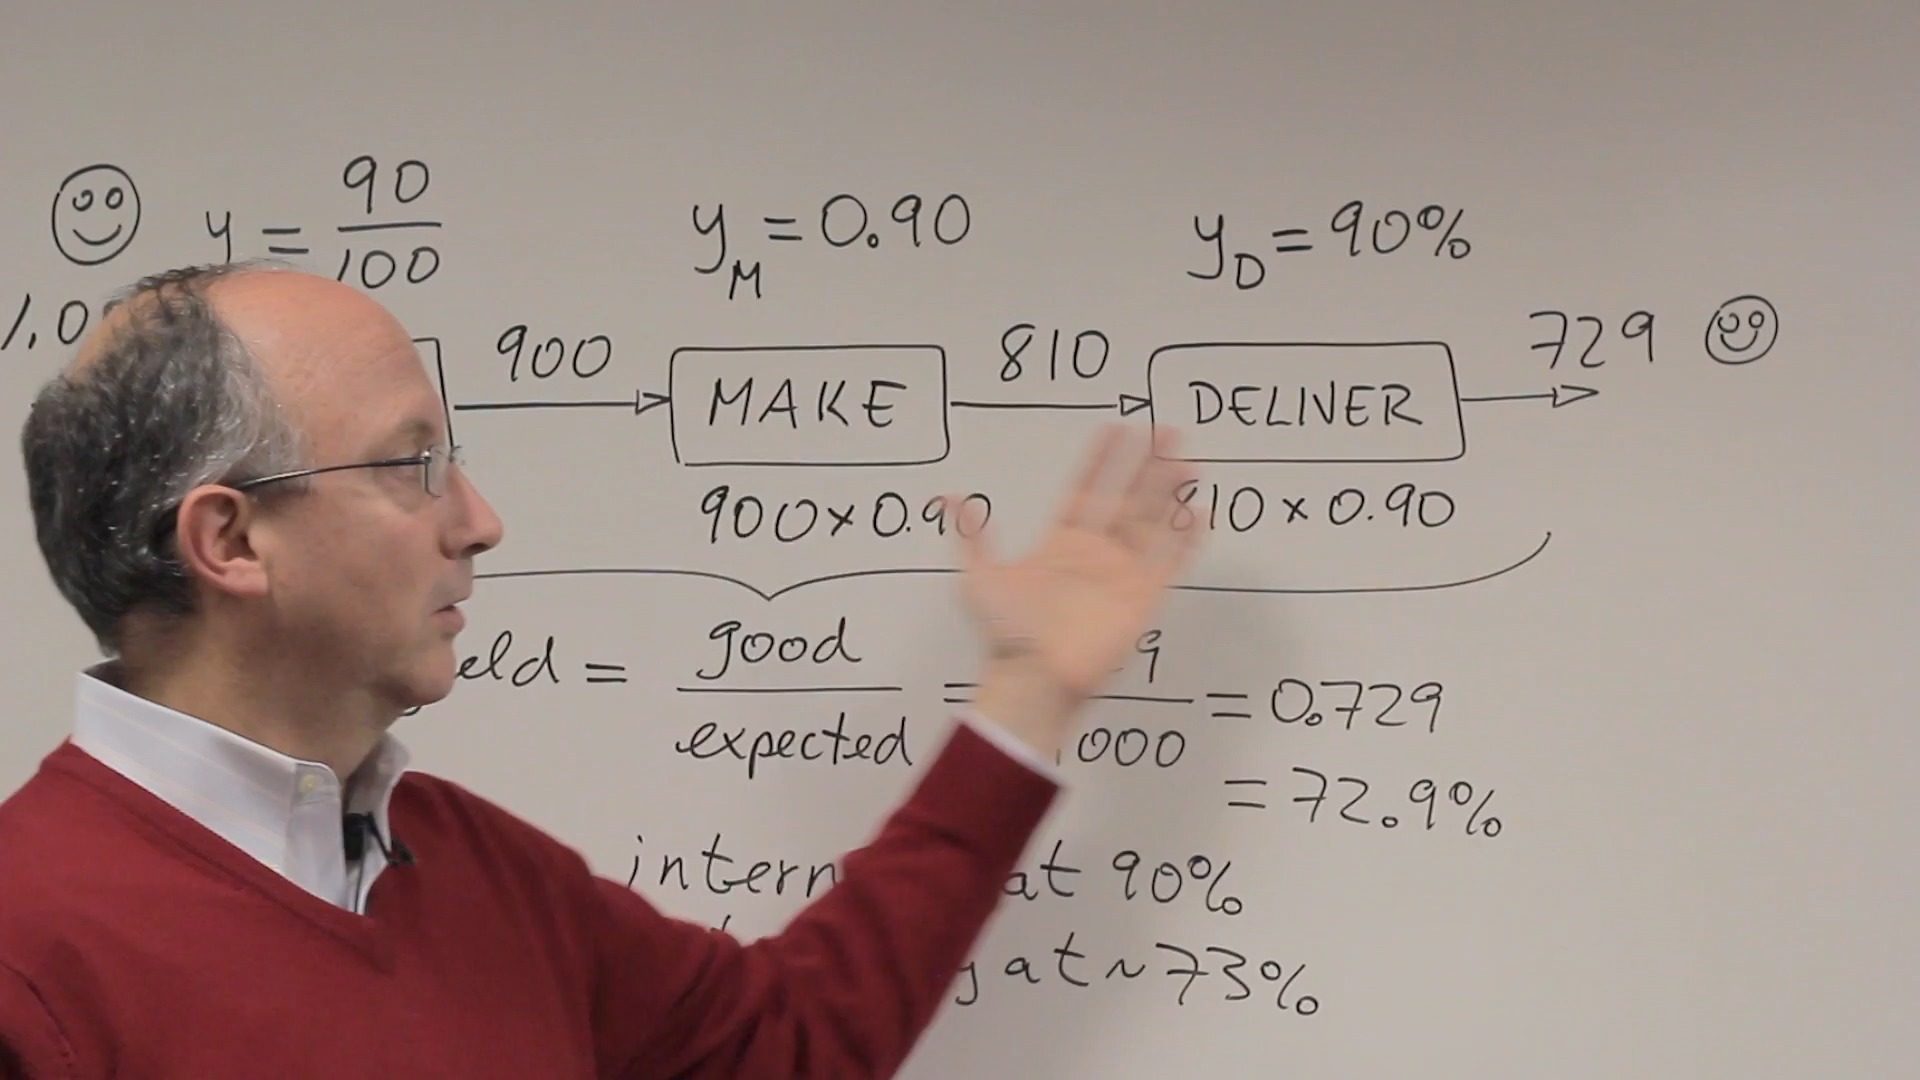 y = 90/100
y_M = 0.90
y_D = 90%
900
810
729
MAKE
DELIVER
900 x 0.90
810 x 0.90
= good/expected = = 0.729
= 72.9%
at 90%
at ~73%